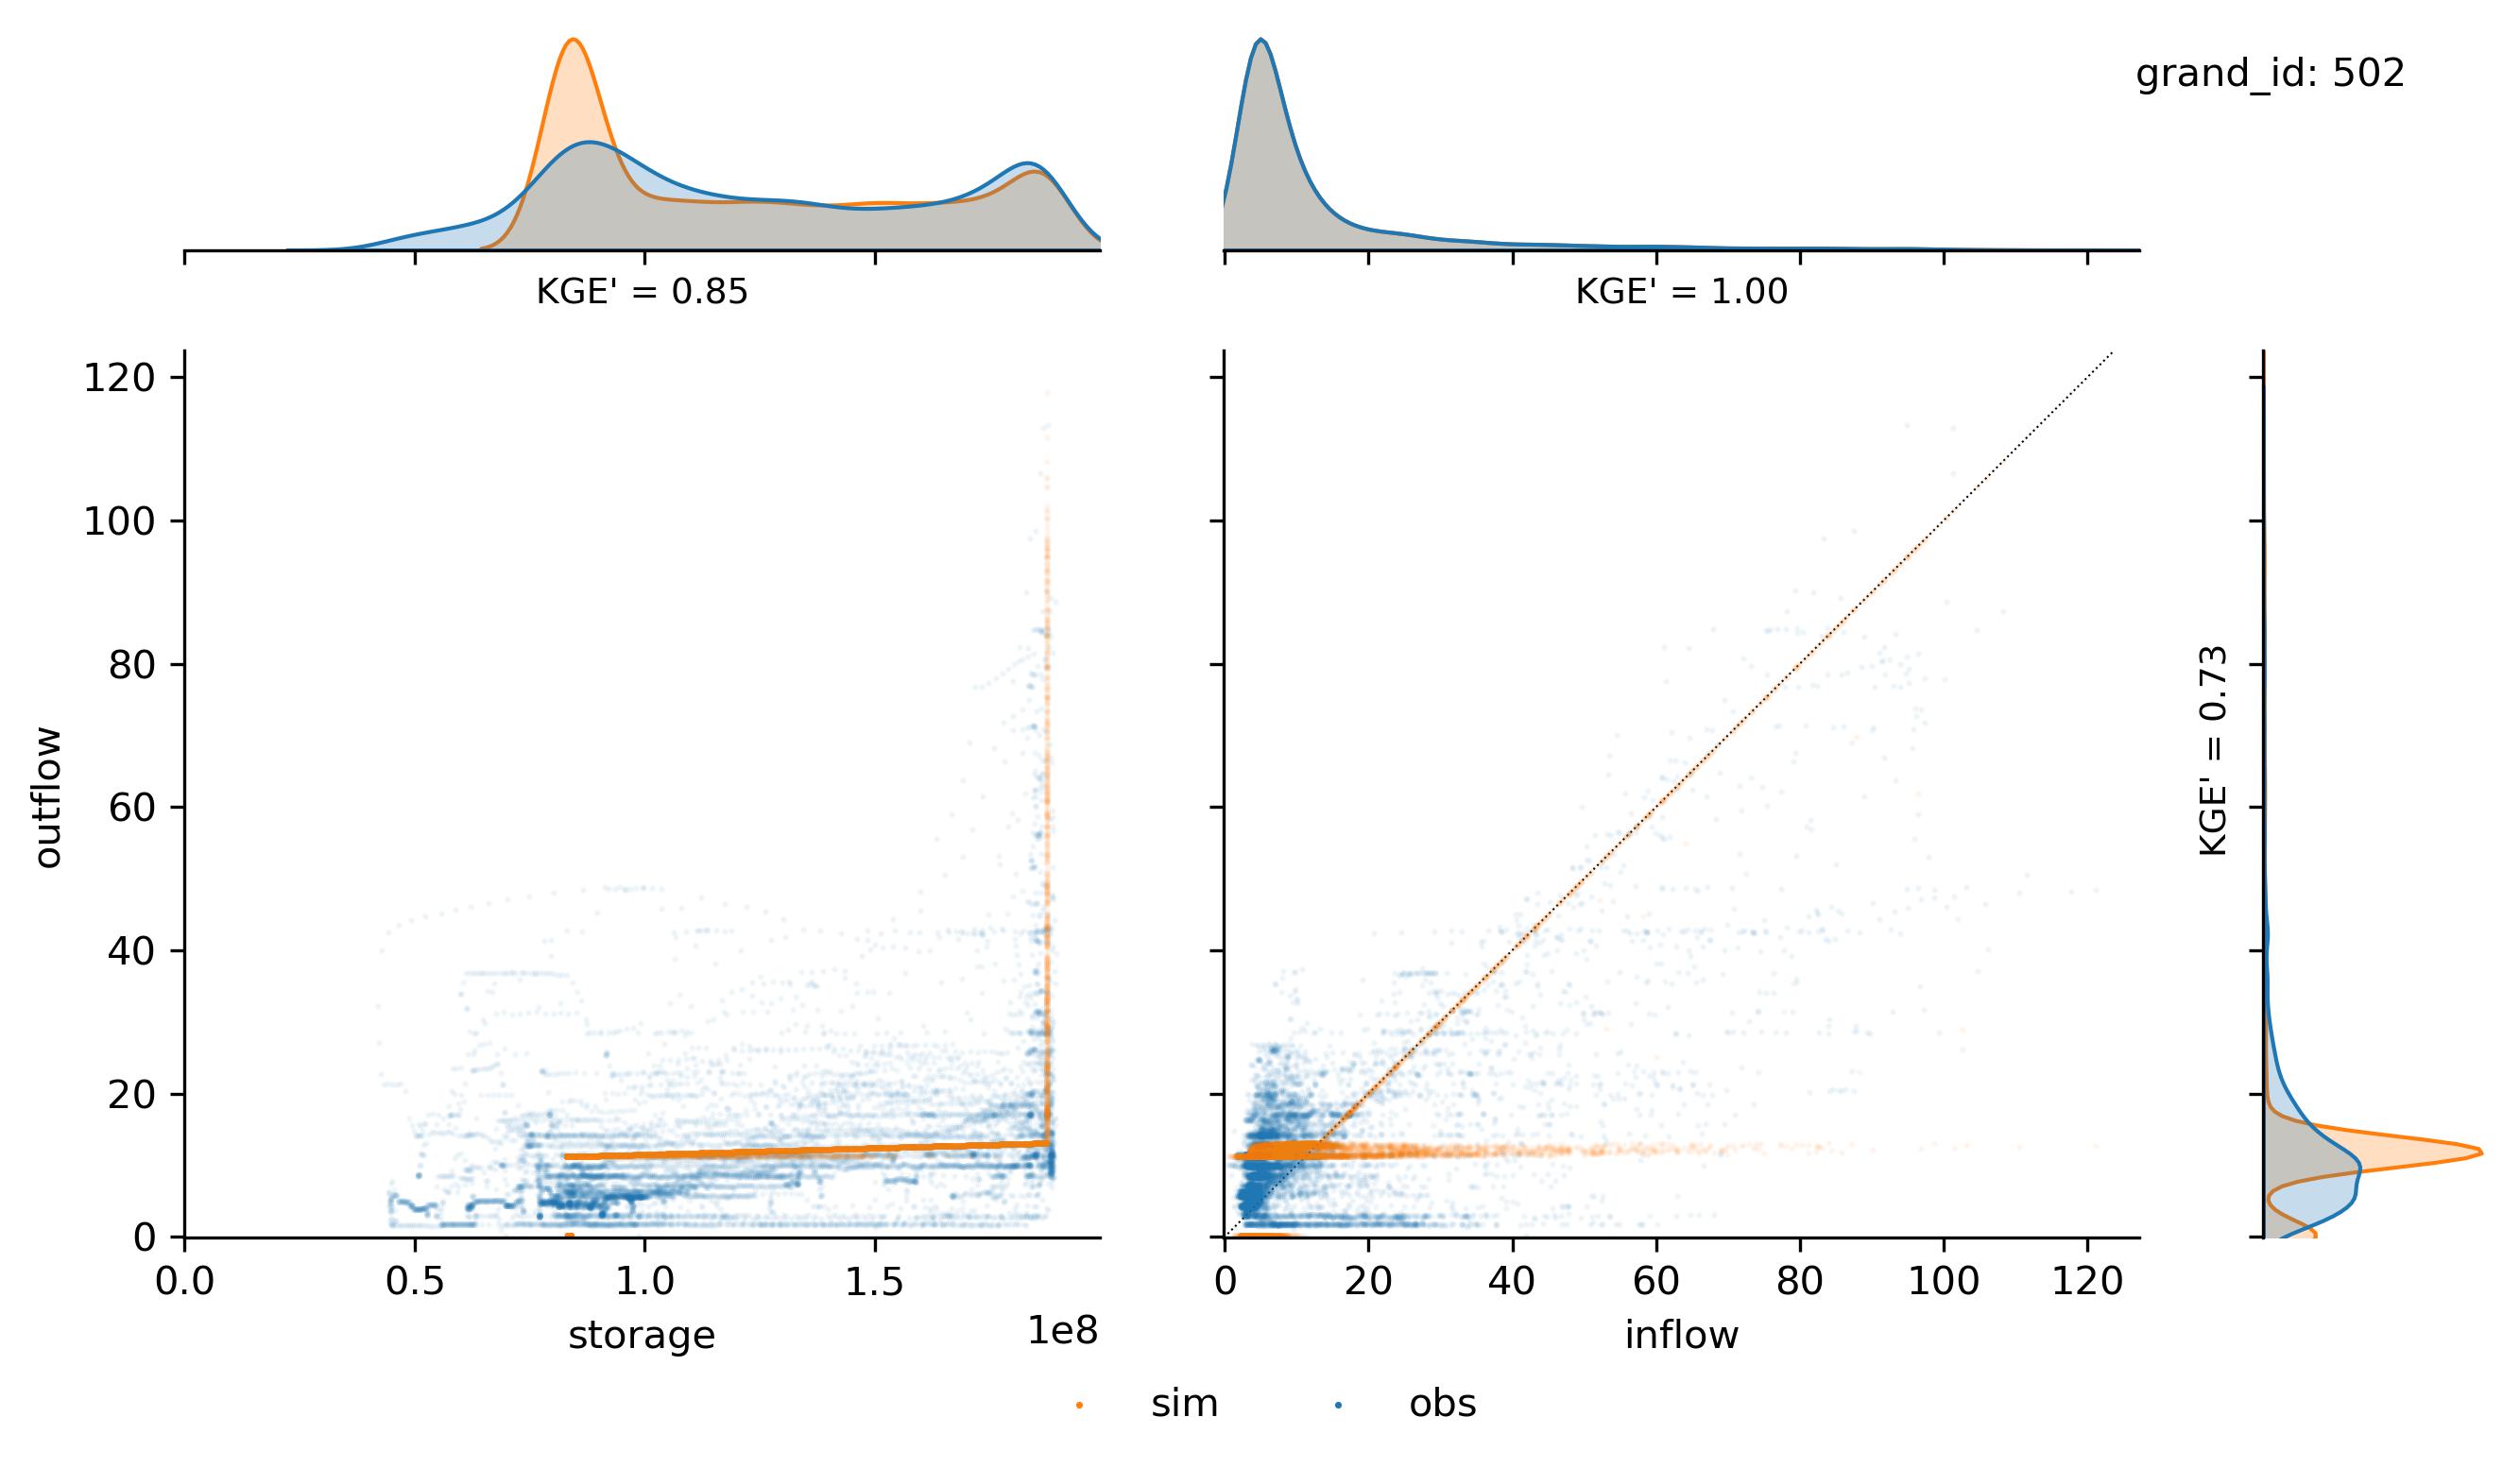 grand_id: 502
KGE' = 0.85
KGE' = 1.00
120
100
80
60
40
20
0
outflow
KGE' = 0.73
0.0 0.5 1.0 1.5
1e8
storage
0 20 40 60 80 100 120
inflow
sim obs